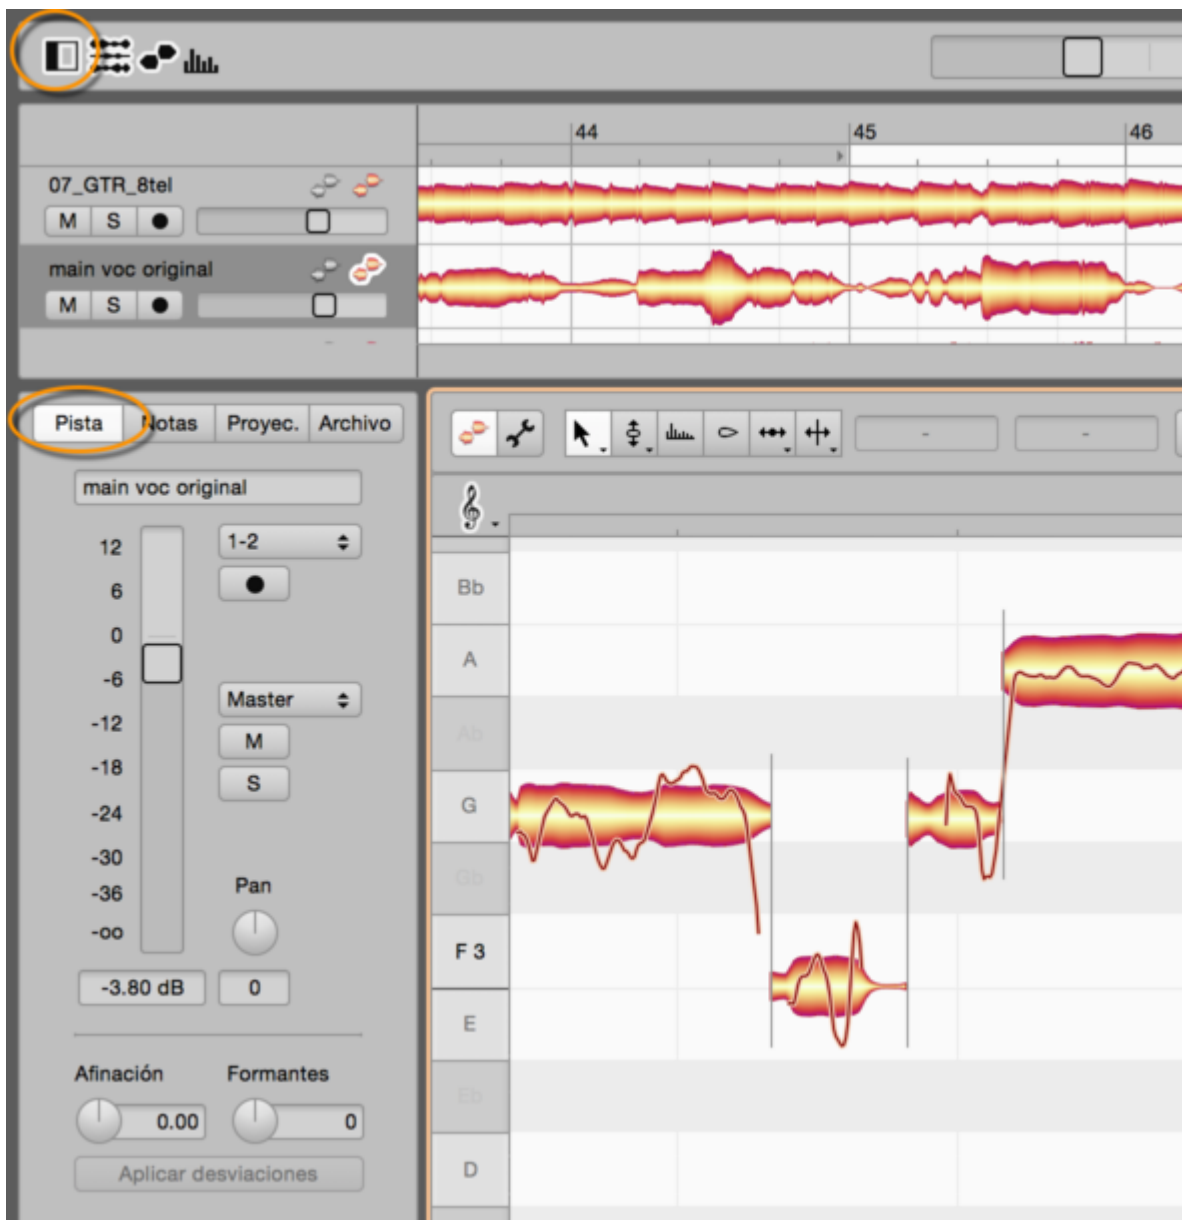 44 45 46
07_GTR_8tel
M S
main voc original
M S
Pista Notas Proyec. Archivo
main voc original
1-2
12
6
0
-6
-12
-18
-24
-30
-36
-oo
Master
M
S
Pan
-3.80 dB 0
Afinación Formantes
0.00 0
Aplicar desviaciones
- -
Bb
A
Ab
G
Gb
F 3
E
Eb
D